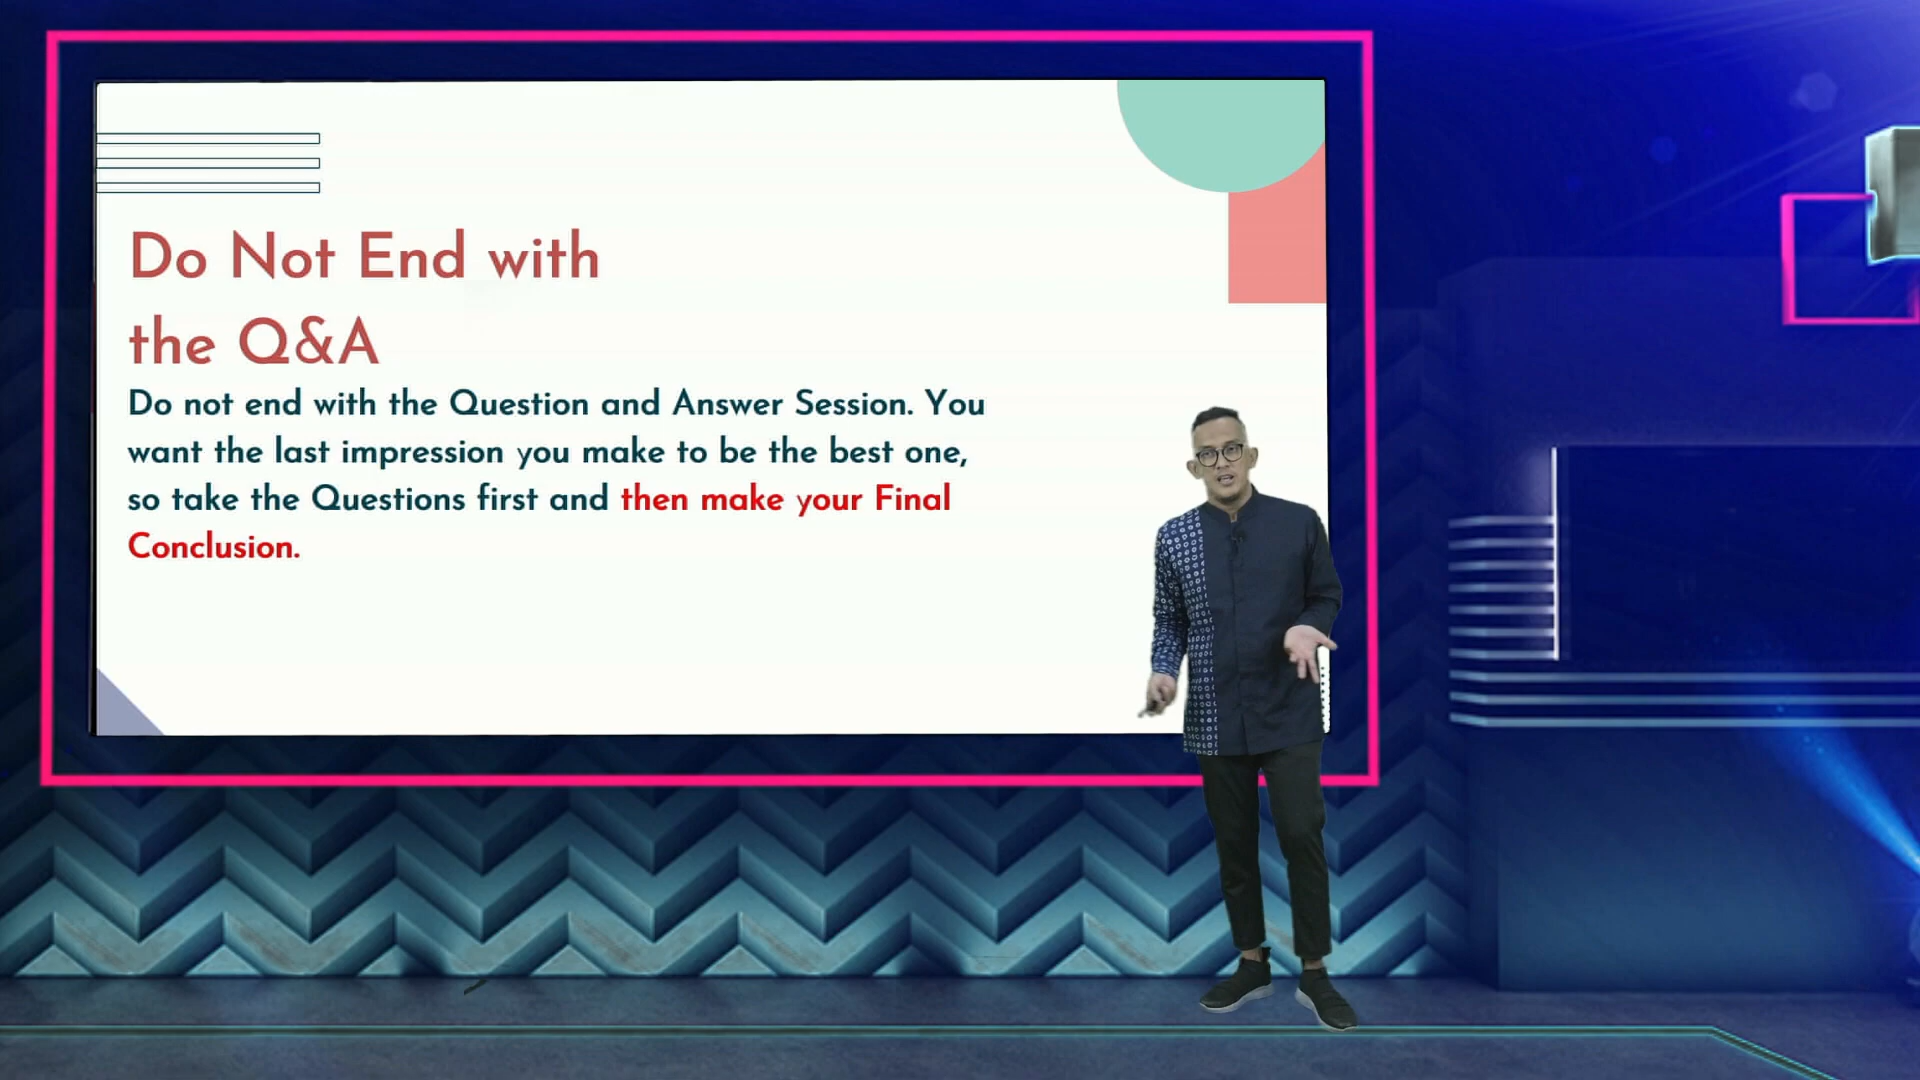 Do Not End with
the Q&A
Do not end with the Question and Answer Session. You
want the last impression you make to be the best one,
so take the Questions first and then make your Final
Conclusion.